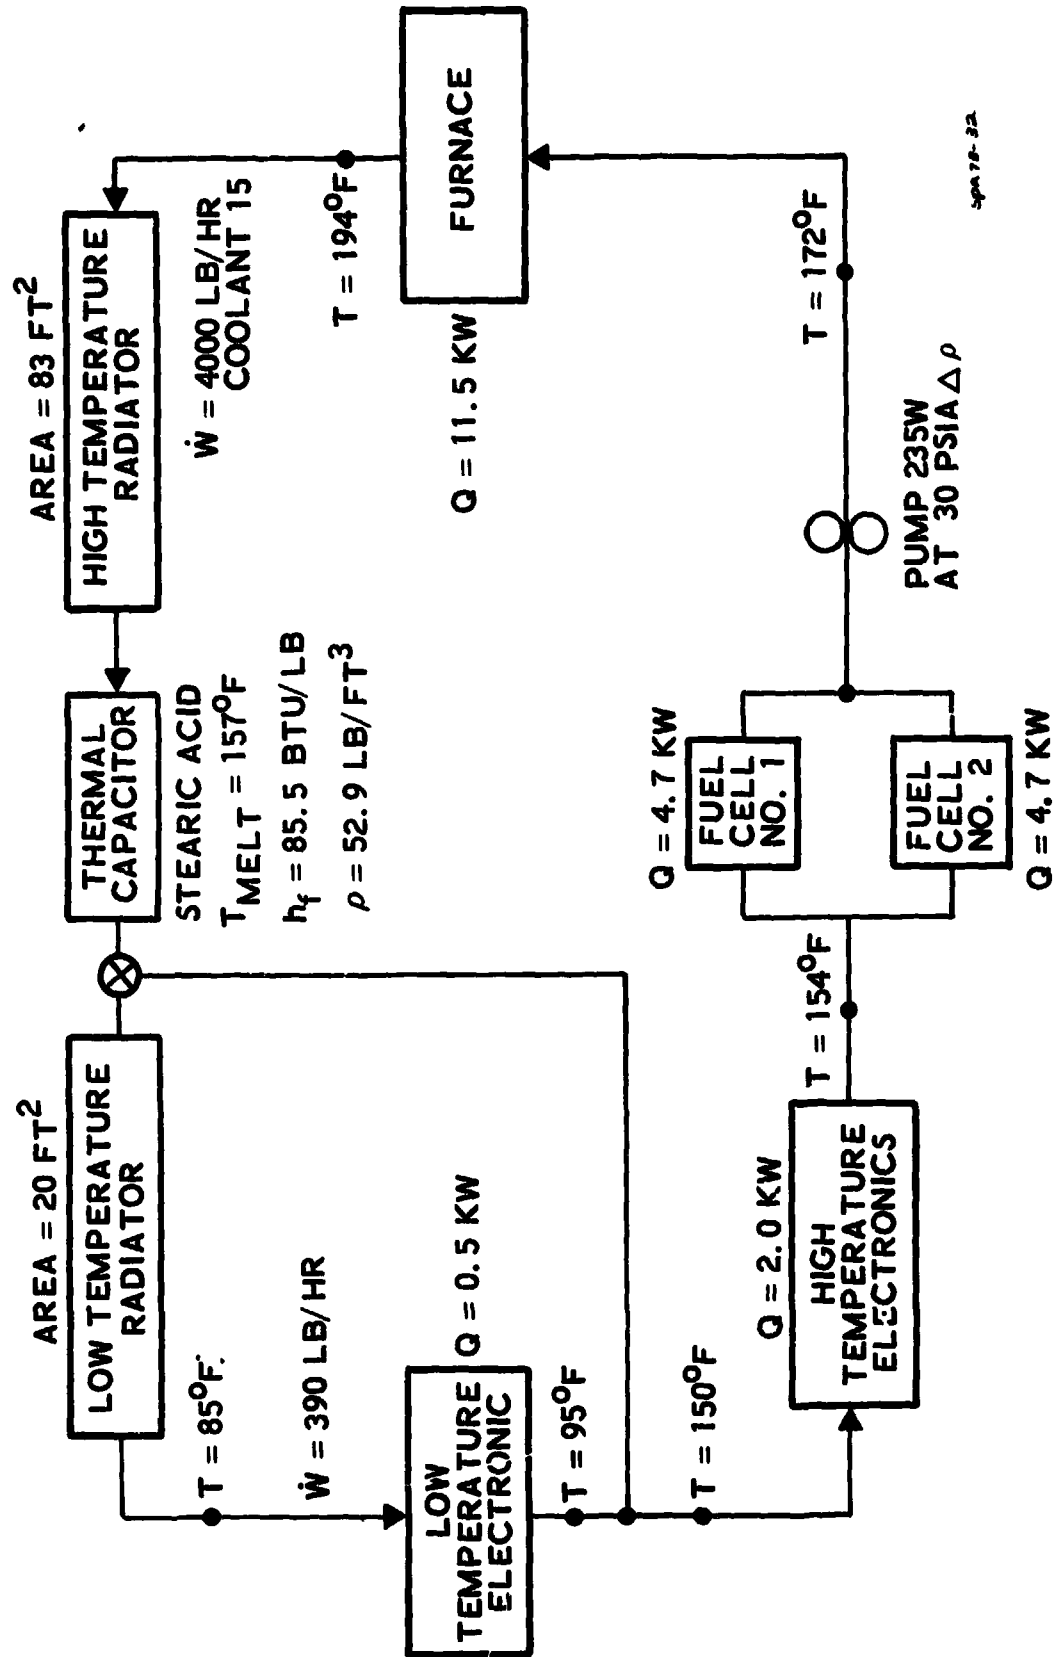 AREA = 20 FT2
LOW TEMPERATURE
RADIATOR
T = 85°F.
Ẇ = 390 LB/HR
LOW
TEMPERATURE
ELECTRONIC
Q = 0.5 KW
T = 95°F
T = 150°F
THERMAL
CAPACITOR
STEARIC ACID
TMELT = 157°F
hf = 85.5 BTU/LB
ρ = 52.9 LB/FT3
AREA = 83 FT2
HIGH TEMPERATURE
RADIATOR
Ẇ = 4000 LB/HR
COOLANT 15
T = 194°F
FURNACE
Q = 11.5 KW
Q = 2.0 KW
HIGH
TEMPERATURE
ELECTRONICS
T = 154°F
Q = 4.7 KW
FUEL
CELL
NO. 1
FUEL
CELL
NO. 2
Q = 4.7 KW
PUMP 235W
AT 30 PSIA Δρ
T = 172°F